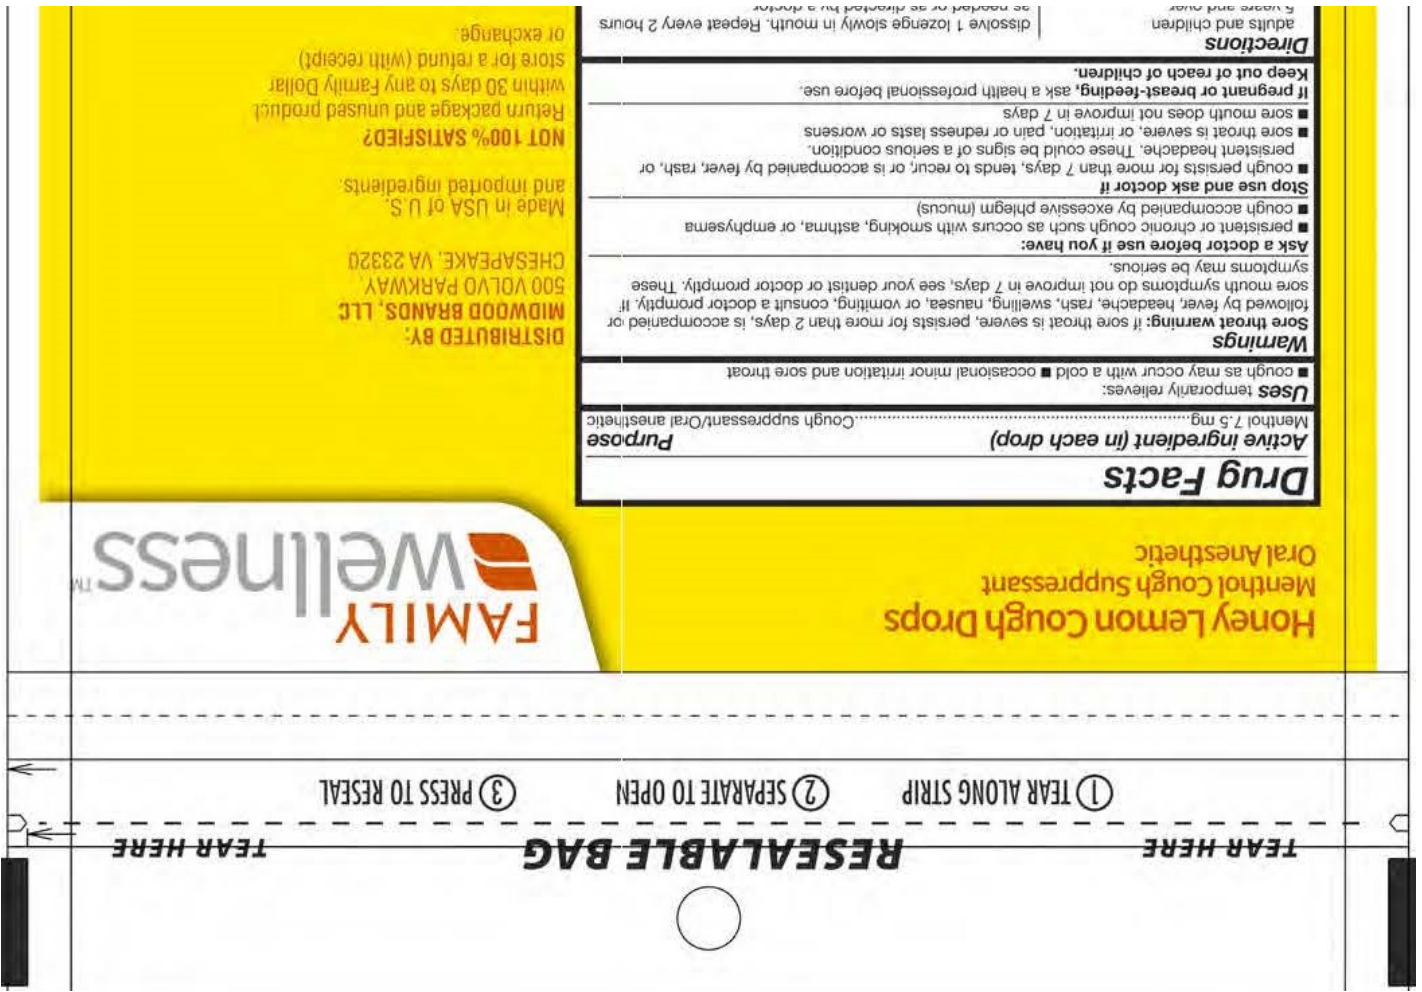 TEAR HERE
RESEALABLE BAG
TEAR HERE
1 TEAR ALONG STRIP
2 SEPARATE TO OPEN
3 PRESS TO RESEAL
Honey Lemon Cough Drops
Menthol Cough Suppressant
Oral Anesthetic
FAMILY
wellness™
Drug Facts
Active ingredient (in each drop) Purpose
Menthol 7.5 mg..........Cough suppressant/Oral anesthetic
Uses temporarily relieves:
■ cough as may occur with a cold ■ occasional minor irritation and sore throat
Warnings
Sore throat warning: if sore throat is severe, persists for more than 2 days, is accompanied or
followed by fever, headache, rash, swelling, nausea, or vomiting, consult a doctor promptly. If
sore mouth symptoms do not improve in 7 days, see your dentist or doctor promptly. These
symptoms may be serious.
Ask a doctor before use if you have:
■ persistent or chronic cough such as occurs with smoking, asthma, or emphysema
■ cough accompanied by excessive phlegm (mucus)
Stop use and ask doctor if
■ cough persists for more than 7 days, tends to recur, or is accompanied by fever, rash, or
persistent headache. These could be signs of a serious condition.
■ sore throat is severe, or irritation, pain or redness lasts or worsens
■ sore mouth does not improve in 7 days
If pregnant or breast-feeding, ask a health professional before use.
Keep out of reach of children.
Directions
adults and children dissolve 1 lozenge slowly in mouth. Repeat every 2 hours
5 years and over as needed or as directed by a doctor
DISTRIBUTED BY:
MIDWOOD BRANDS, LLC
500 VOLVO PARKWAY
CHESAPEAKE, VA 23320
Made in USA of U.S.
and imported ingredients.
NOT 100% SATISFIED?
Return package and unused product
within 30 days to any Family Dollar
store for a refund (with receipt)
or exchange.